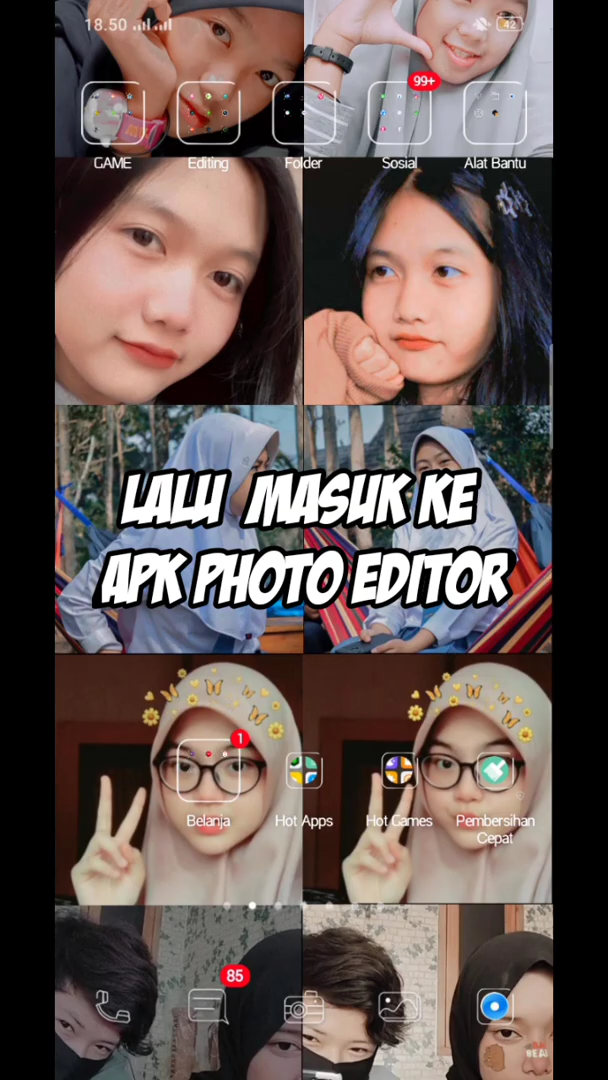 18.50
42
99+
GAME
Editing
Folder
Sosial
Alat Bantu
LALU MASUK KE
APK PHOTO EDITOR
1
Belanja
Hot Apps
Hot Games
Pembersihan
Cepat
85